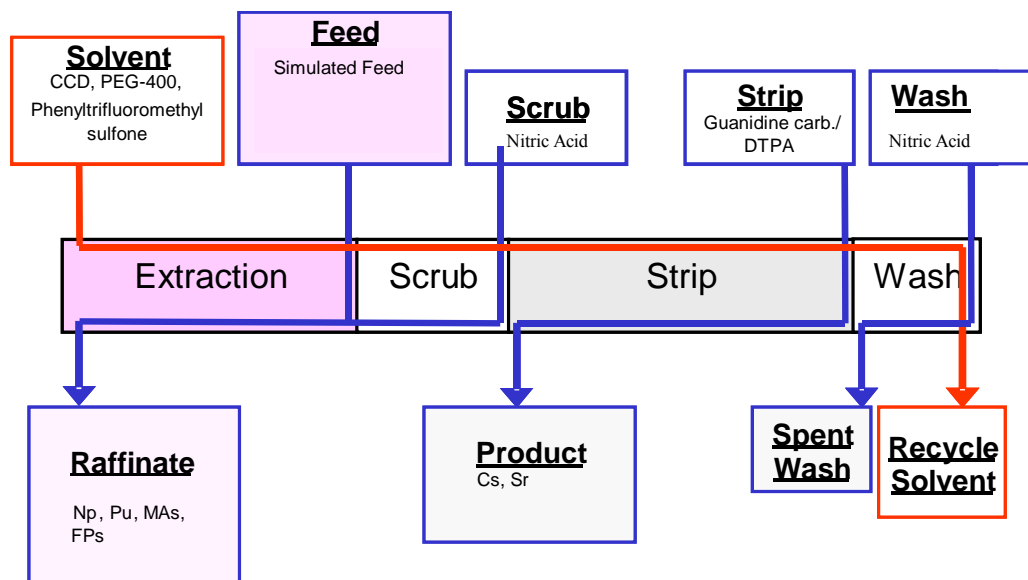 Solvent
CCD, PEG-400,
Phenyltrifluoromethyl
sulfone
Feed
Simulated Feed
Scrub
Nitric Acid
Strip
Guanidine carb./
DTPA
Wash
Nitric Acid
Extraction
Scrub
Strip
Wash
Raffinate
Np, Pu, MAs,
FPs
Product
Cs, Sr
Spent
Wash
Recycle
Solvent